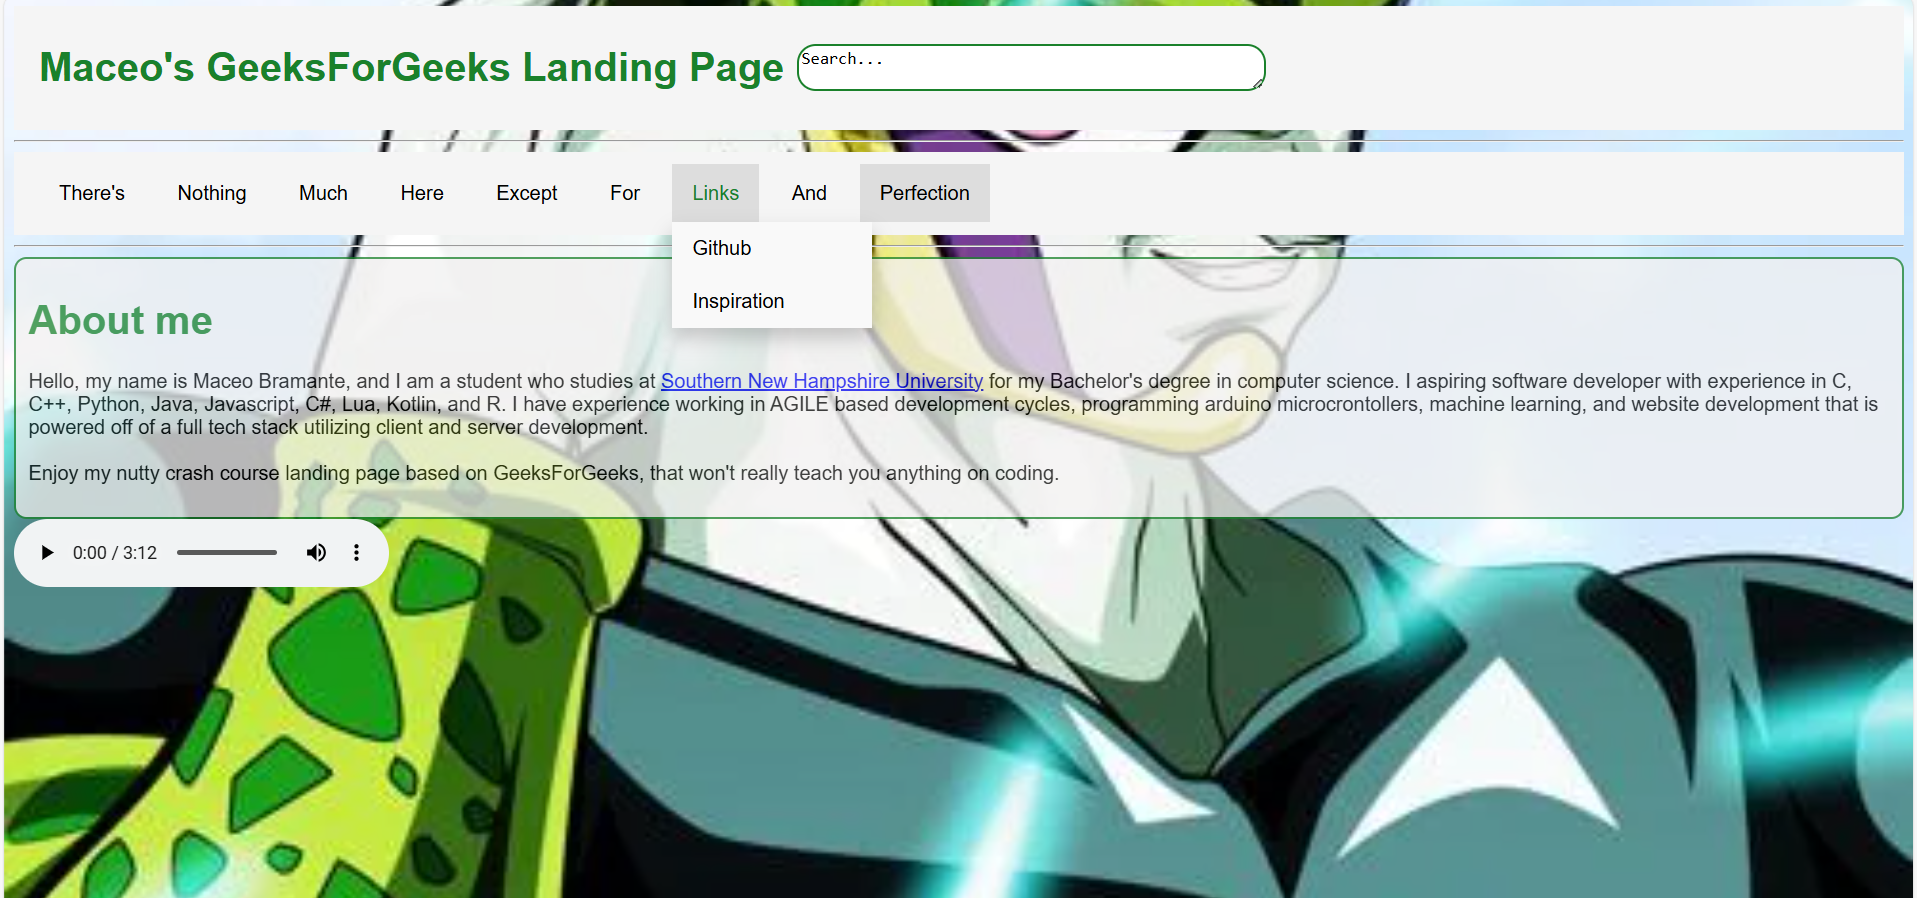 Maceo's GeeksForGeeks Landing Page Search...
There's Nothing Much Here Except For Links And Perfection
Github
Inspiration
About me
Hello, my name is Maceo Bramante, and I am a student who studies at Southern New Hampshire University for my Bachelor's degree in computer science. I aspiring software developer with experience in C,
C++, Python, Java, Javascript, C#, Lua, Kotlin, and R. I have experience working in AGILE based development cycles, programming arduino microcrontollers, machine learning, and website development that is
powered off of a full tech stack utilizing client and server development.
Enjoy my nutty crash course landing page based on GeeksForGeeks, that won't really teach you anything on coding.
0:00 / 3:12